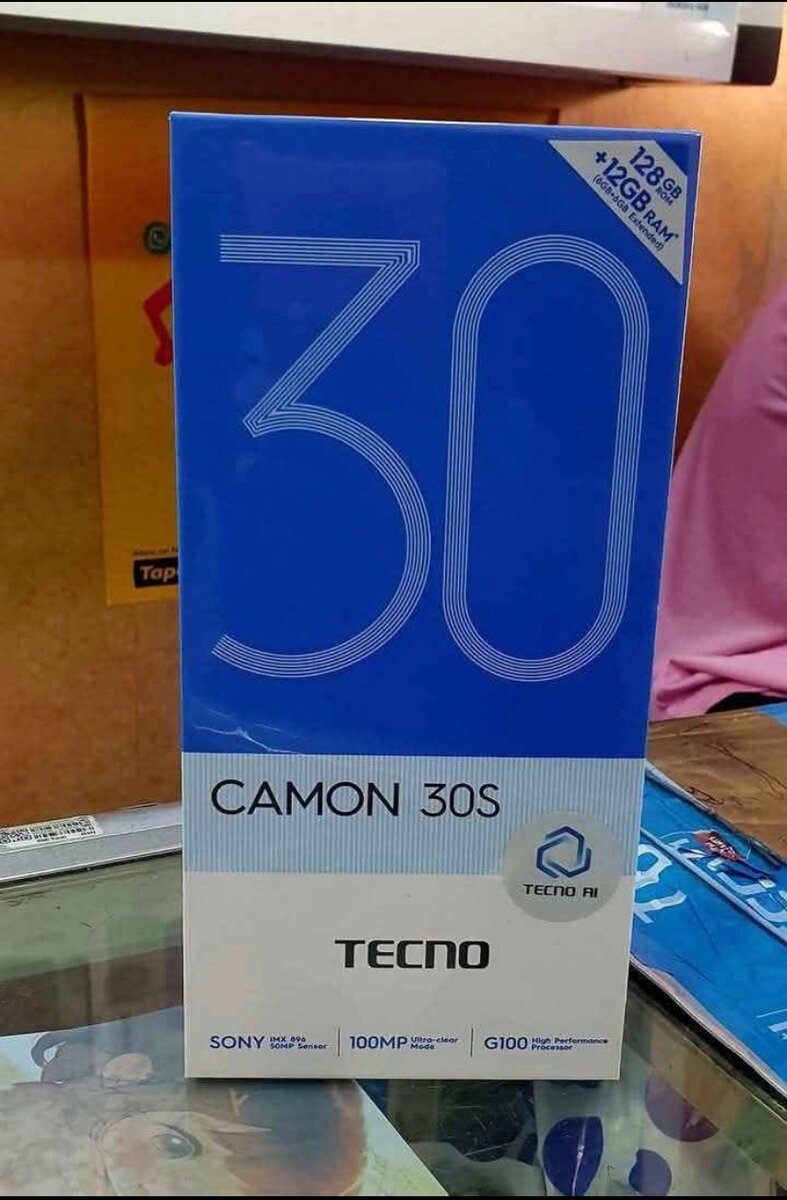 128GB
ROM
+12GB RAM*
(6GB+6GB Extended)
30
CAMON 30S
TECNO AI
TECNO
SONY IMX 896
50MP Sensor
100MP Ultra-clear
Mode
G100 High Performance
Processor
Tap